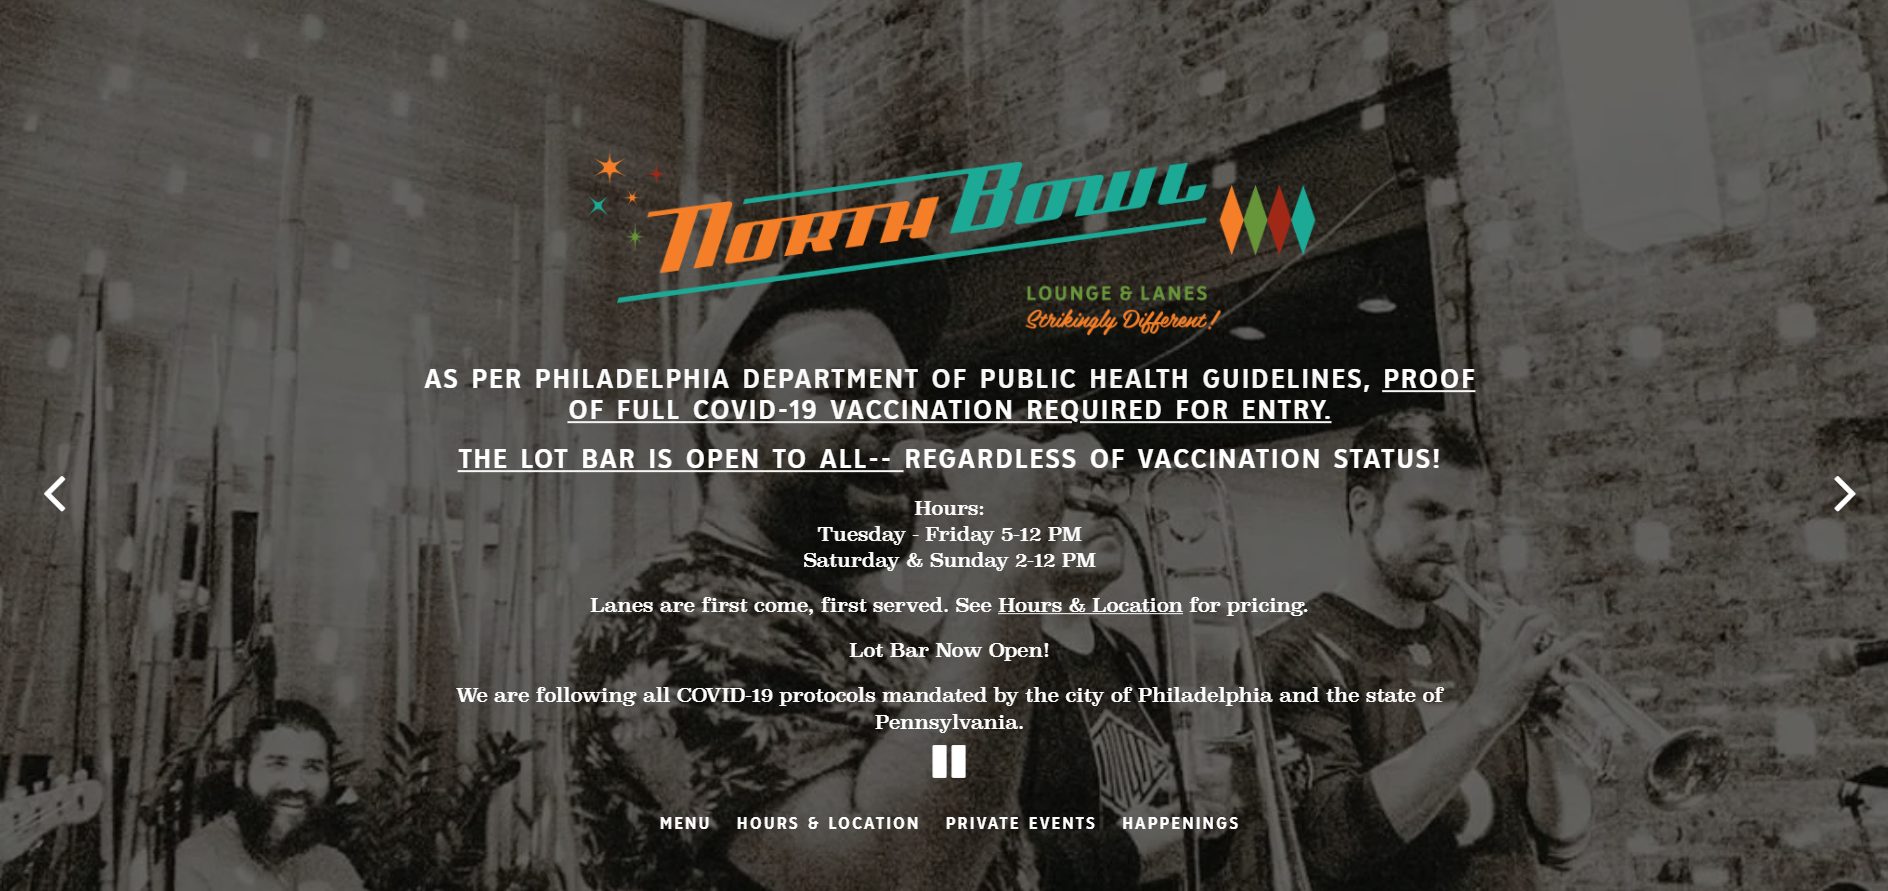 North Bowl
LOUNGE & LANES
Strikingly Different!
AS PER PHILADELPHIA DEPARTMENT OF PUBLIC HEALTH GUIDELINES, PROOF
OF FULL COVID-19 VACCINATION REQUIRED FOR ENTRY.
THE LOT BAR IS OPEN TO ALL-- REGARDLESS OF VACCINATION STATUS!
Hours:
Tuesday - Friday 5-12 PM
Saturday & Sunday 2-12 PM
Lanes are first come, first served. See Hours & Location for pricing.
Lot Bar Now Open!
We are following all COVID-19 protocols mandated by the city of Philadelphia and the state of
Pennsylvania.
MENU HOURS & LOCATION PRIVATE EVENTS HAPPENINGS